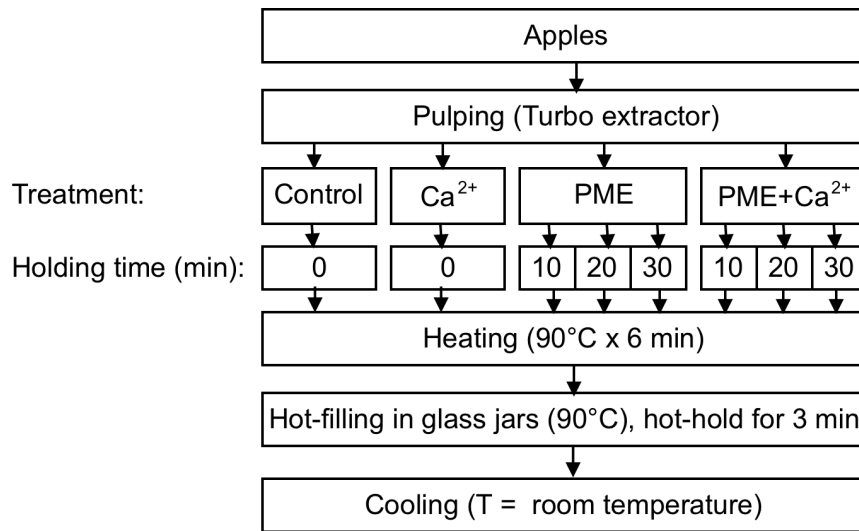 Apples
Pulping (Turbo extractor)
Treatment: Control Ca²⁺ PME PME+Ca²⁺
Holding time (min): 0 0 10 20 30 10 20 30
Heating (90°C x 6 min)
Hot-filling in glass jars (90°C), hot-hold for 3 min
Cooling (T = room temperature)